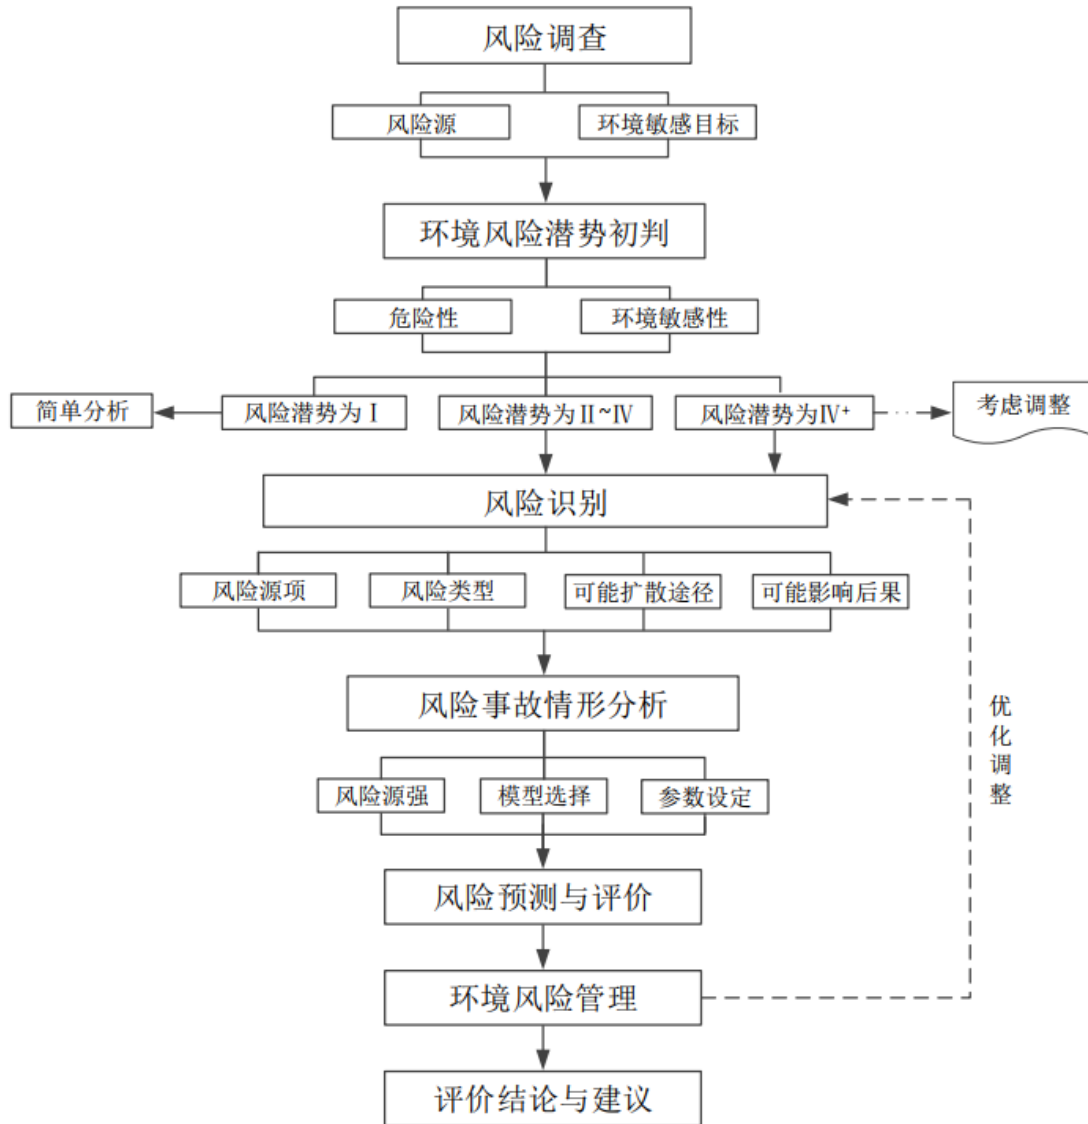 风险调查
风险源
环境敏感目标
环境风险潜势初判
危险性
环境敏感性
简单分析
风险潜势为Ⅰ
风险潜势为Ⅱ~Ⅳ
风险潜势为Ⅳ⁺
考虑调整
风险识别
风险源项
风险类型
可能扩散途径
可能影响后果
风险事故情形分析
优化调整
风险源强
模型选择
参数设定
风险预测与评价
环境风险管理
评价结论与建议